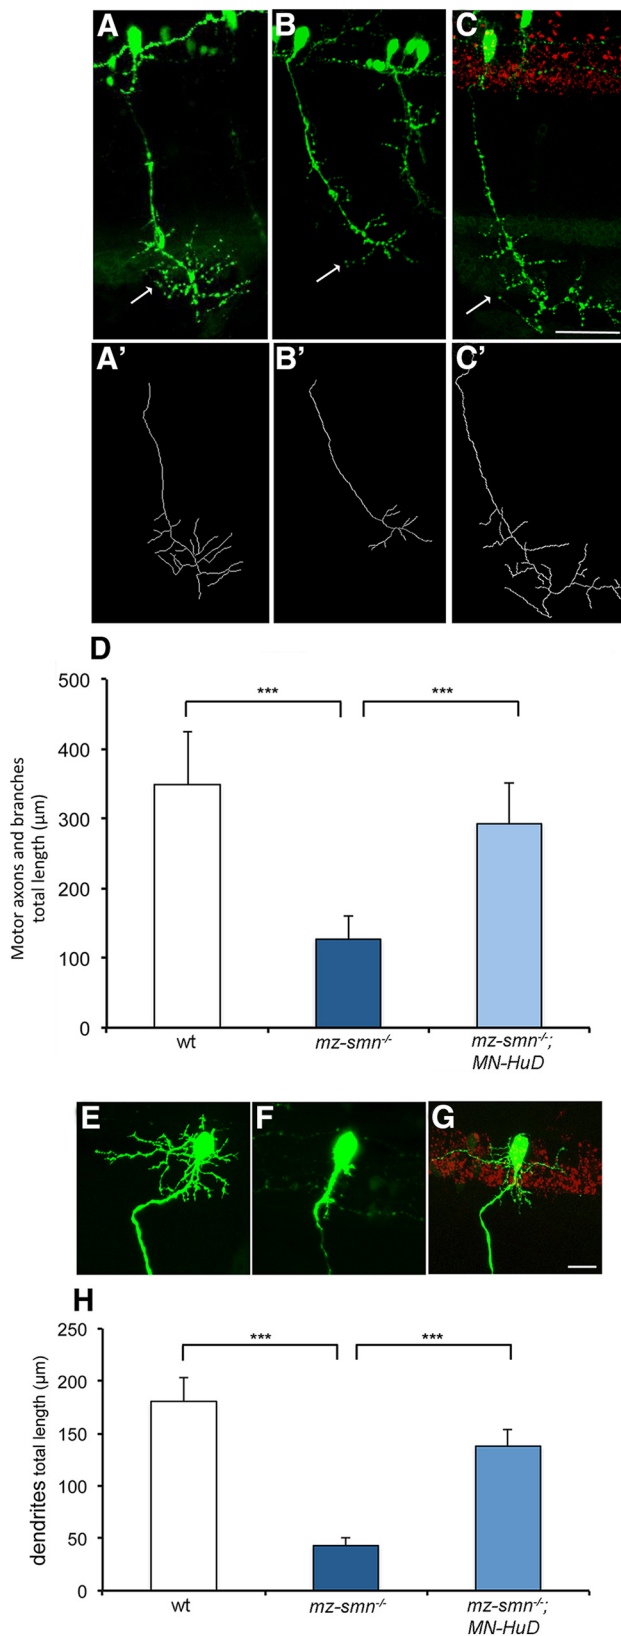 A
B
C
A'
B'
C'
D
500
400
300
200
100
0
Motor axons and branches
total length (µm)
***
***
wt
mz-smn-/-
mz-smn-/-;
MN-HuD
E
F
G
H
250
200
150
100
50
0
dendrites total length (µm)
***
***
wt
mz-smn-/-
mz-smn-/-;
MN-HuD